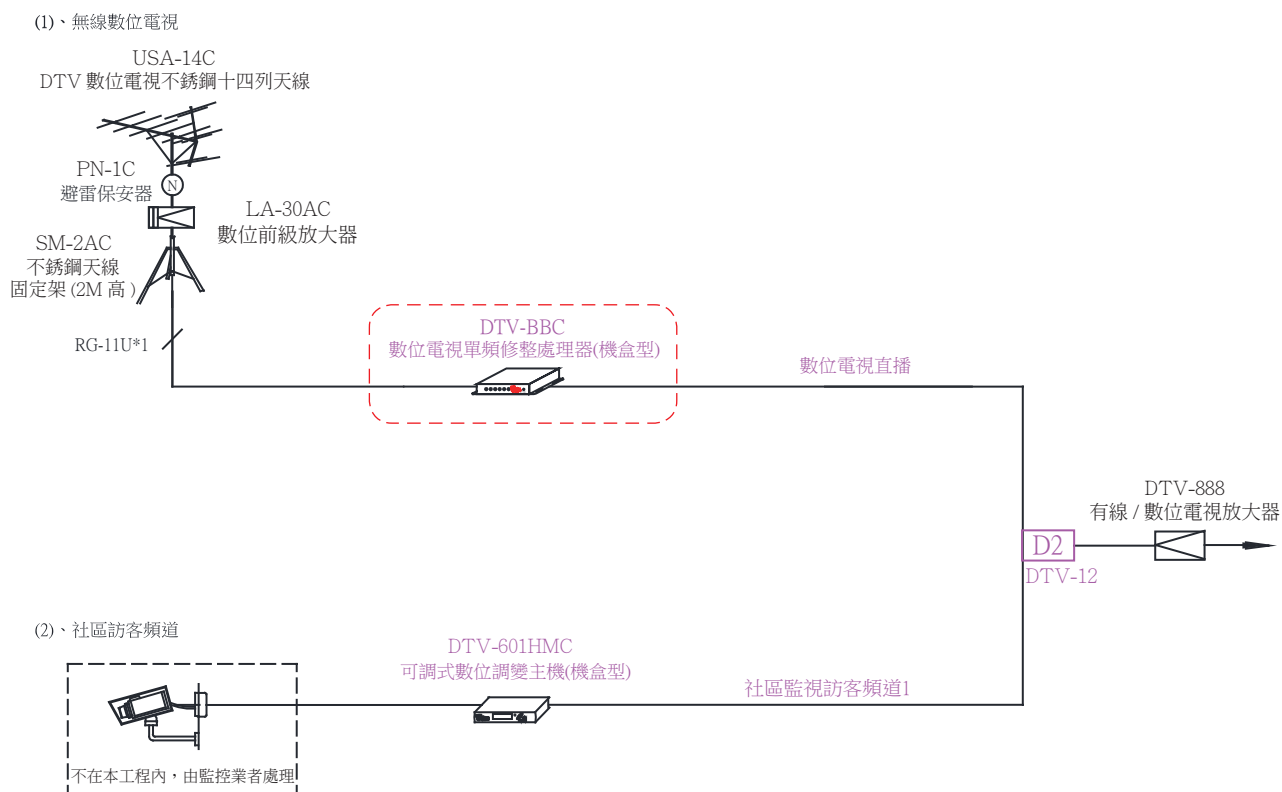 (1)、無線數位電視
USA-14C
DTV 數位電視不銹鋼十四列天線
PN-1C
避雷保安器
N
LA-30AC
數位前級放大器
SM-2AC
不銹鋼天線
固定架(2M 高)
RG-11U*1
DTV-BBC
數位電視單頻修整處理器(機盒型)
數位電視直播
DTV-888
有線 / 數位電視放大器
D2
DTV-12
(2)、社區訪客頻道
DTV-601HMC
可調式數位調變主機(機盒型)
社區監視訪客頻道1
不在本工程內，由監控業者處理